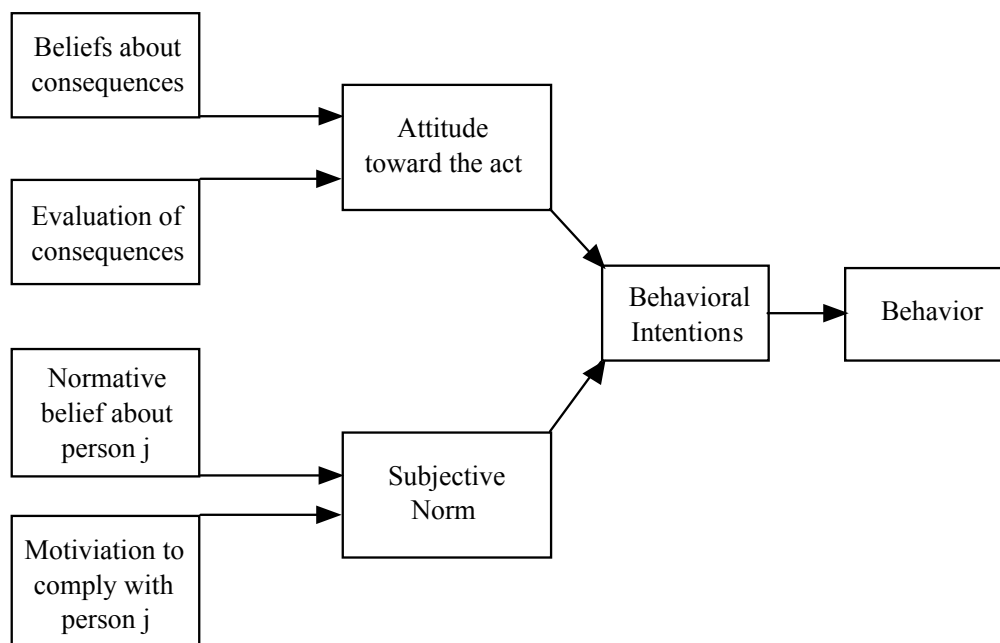 Beliefs about
consequences
Attitude
toward the act
Evaluation of
consequences
Behavioral
Intentions
Behavior
Normative
belief about
person j
Subjective
Norm
Motiviation to
comply with
person j